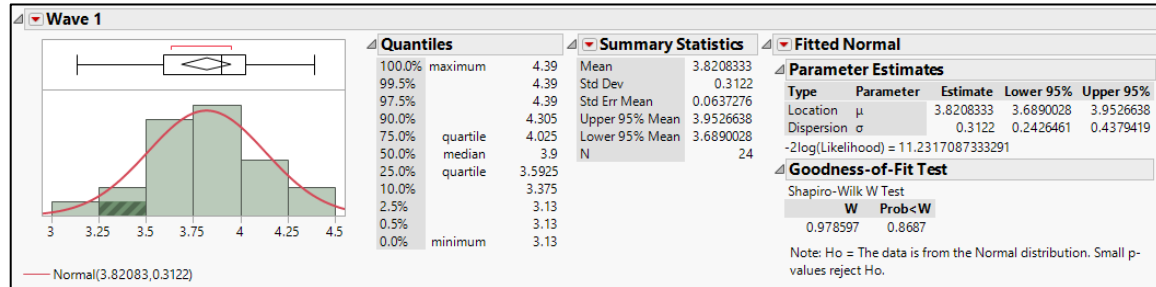 Wave 1
3 3.25 3.5 3.75 4 4.25 4.5
Normal(3.82083,0.3122)
Quantiles
100.0% maximum 4.39
99.5% 4.39
97.5% 4.39
90.0% 4.305
75.0% quartile 4.025
50.0% median 3.9
25.0% quartile 3.5925
10.0% 3.375
2.5% 3.13
0.5% 3.13
0.0% minimum 3.13
Summary Statistics
Mean 3.8208333
Std Dev 0.3122
Std Err Mean 0.0637276
Upper 95% Mean 3.9526638
Lower 95% Mean 3.6890028
N 24
Fitted Normal
Parameter Estimates
Type Parameter Estimate Lower 95% Upper 95%
Location μ 3.8208333 3.6890028 3.9526638
Dispersion σ 0.3122 0.2426461 0.4379419
-2log(Likelihood) = 11.2317087333291
Goodness-of-Fit Test
Shapiro-Wilk W Test
W Prob<W
0.978597 0.8687
Note: Ho = The data is from the Normal distribution. Small p-
values reject Ho.